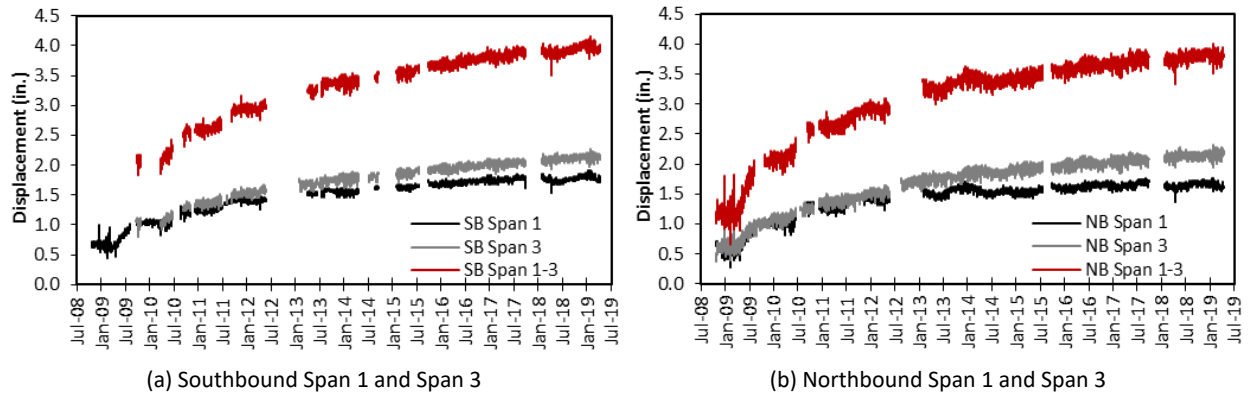 Displacement (in.)
4.5
4.0
3.5
3.0
2.5
2.0
1.5
1.0
0.5
0.0
SB Span 1
SB Span 3
SB Span 1-3
Jul-08
Jan-09
Jul-09
Jan-10
Jul-10
Jan-11
Jul-11
Jan-12
Jul-12
Jan-13
Jul-13
Jan-14
Jul-14
Jan-15
Jul-15
Jan-16
Jul-16
Jan-17
Jul-17
Jan-18
Jul-18
Jan-19
Jul-19
(a) Southbound Span 1 and Span 3
Displacement (in.)
4.5
4.0
3.5
3.0
2.5
2.0
1.5
1.0
0.5
0.0
NB Span 1
NB Span 3
NB Span 1-3
Jul-08
Jan-09
Jul-09
Jan-10
Jul-10
Jan-11
Jul-11
Jan-12
Jul-12
Jan-13
Jul-13
Jan-14
Jul-14
Jan-15
Jul-15
Jan-16
Jul-16
Jan-17
Jul-17
Jan-18
Jul-18
Jan-19
Jul-19
(b) Northbound Span 1 and Span 3